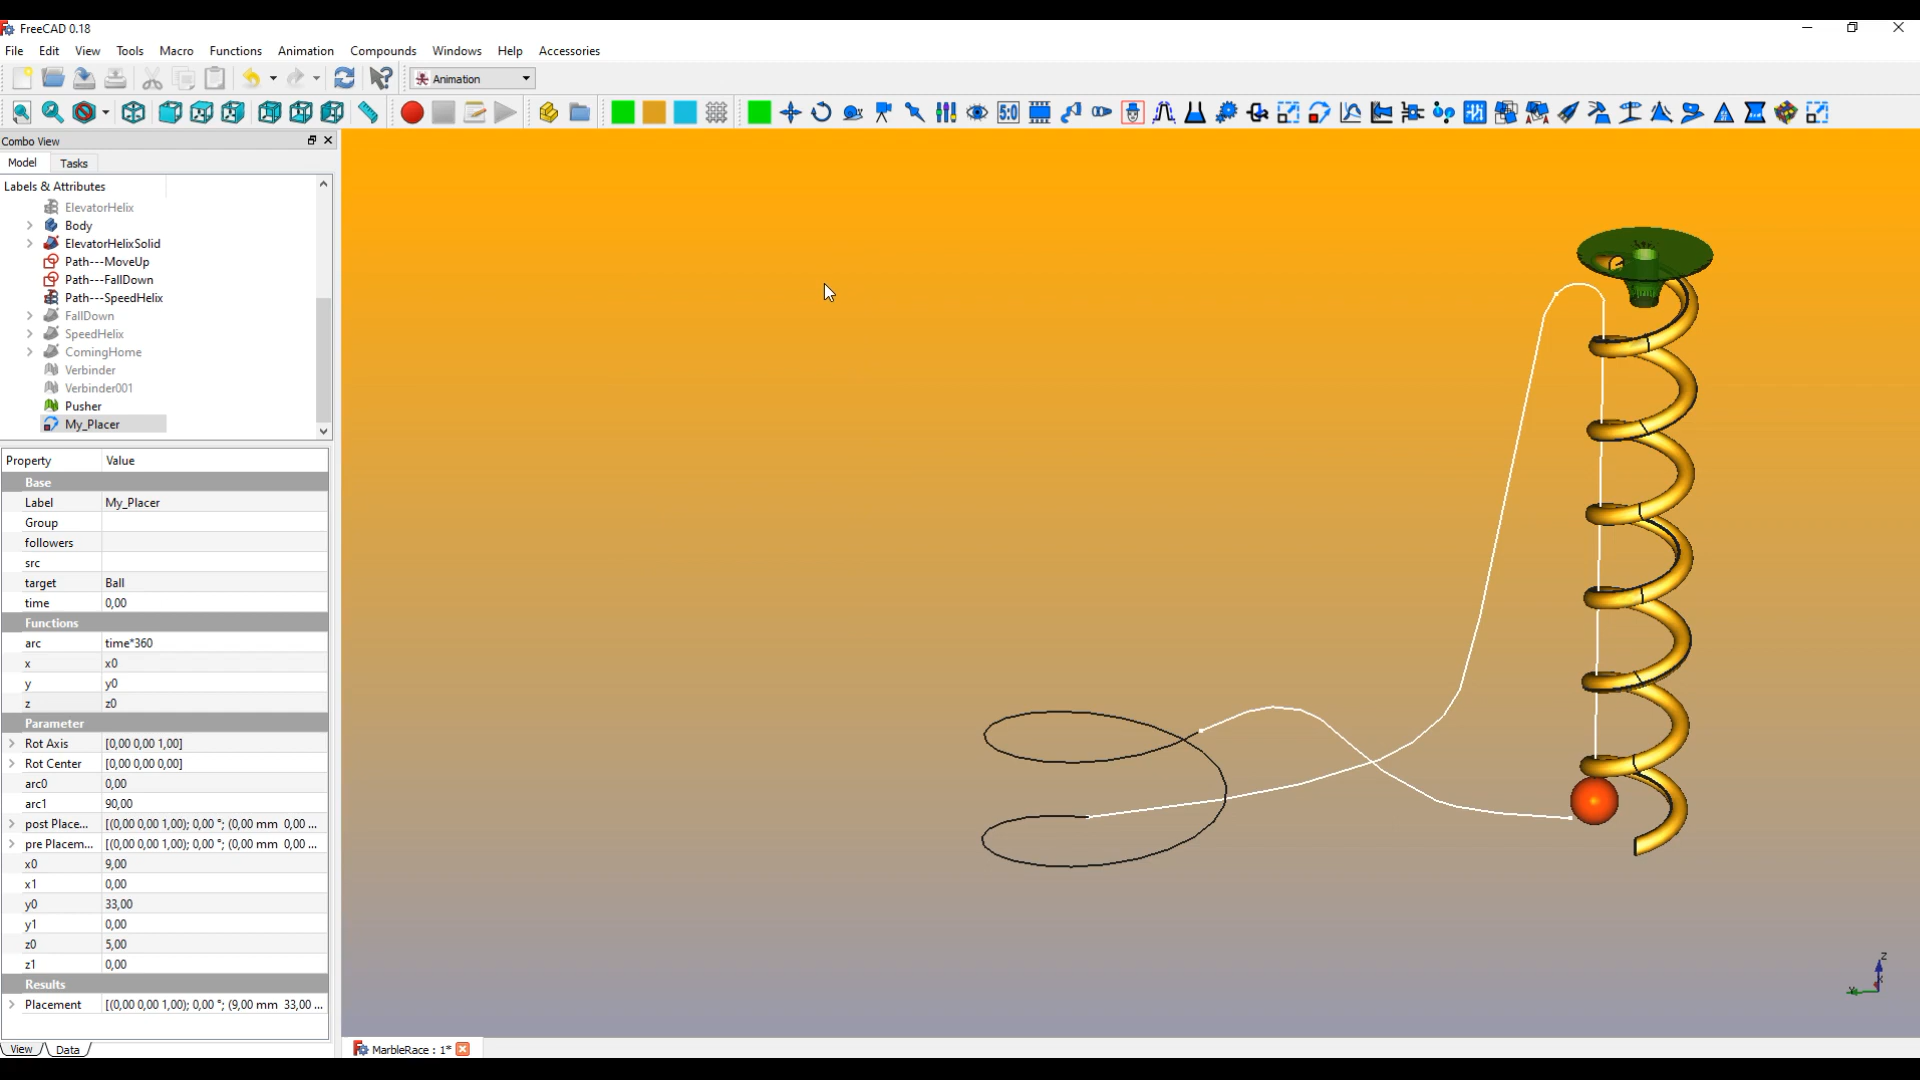 FreeCAD 0.18
File Edit View Tools Macro Functions Animation Compounds Windows Help Accessories
Animation
5:0
Combo View
Model Tasks
Labels & Attributes
ElevatorHelix
Body
ElevatorHelixSolid
Path---MoveUp
Path---FallDown
Path---SpeedHelix
FallDown
SpeedHelix
ComingHome
Verbinder
Verbinder001
Pusher
My_Placer
Property Value
Base
Label My_Placer
Group
followers
src
target Ball
time 0,00
Functions
arc time*360
x x0
y y0
z z0
Parameter
Rot Axis [0,00 0,00 1,00]
Rot Center [0,00 0,00 0,00]
arc0 0,00
arc1 90,00
post Place... [(0,00 0,00 1,00); 0,00 °; (0,00 mm 0,00 ...
pre Placem... [(0,00 0,00 1,00); 0,00 °; (0,00 mm 0,00 ...
x0 9,00
x1 0,00
y0 33,00
y1 0,00
z0 5,00
z1 0,00
Results
Placement [(0,00 0,00 1,00); 0,00 °; (9,00 mm 33,00 ...
View Data
MarbleRace : 1*
Z